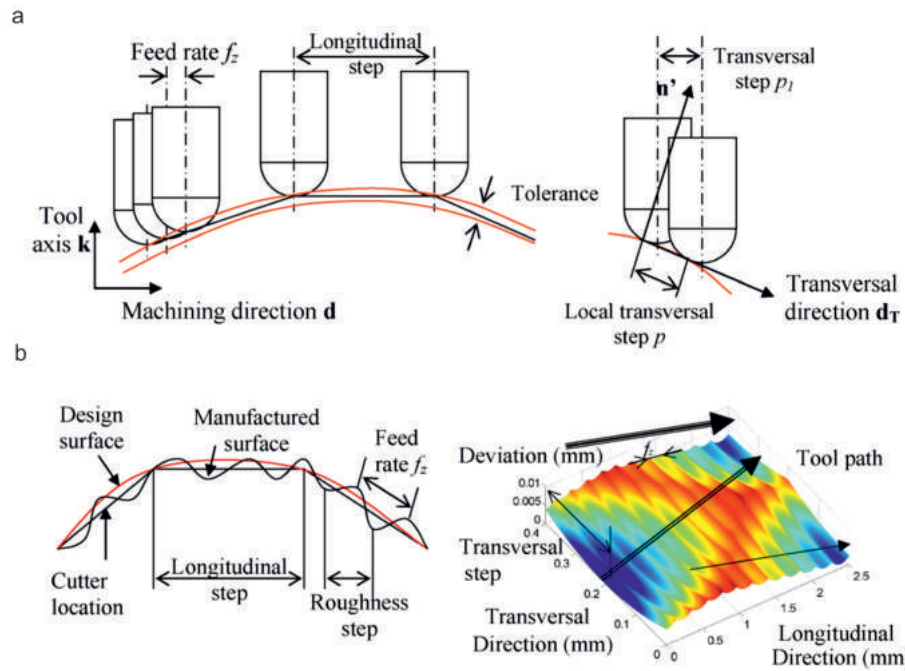 a
Feed rate fz
Longitudinal
step
Transversal
step p1
n'
Tolerance
Tool
axis k
Machining direction d
Local transversal
step p
Transversal
direction dT
b
Design
surface
Manufactured
surface
Feed
rate fz
Cutter
location
Longitudinal
step
Roughness
step
Deviation (mm)
fz
Tool path
0.01
0.005
0
0.4
0.3
0.2
0.1
0
Transversal
step
Transversal
Direction (mm)
0
0.5
1
1.5
2
2.5
Longitudinal
Direction (mm